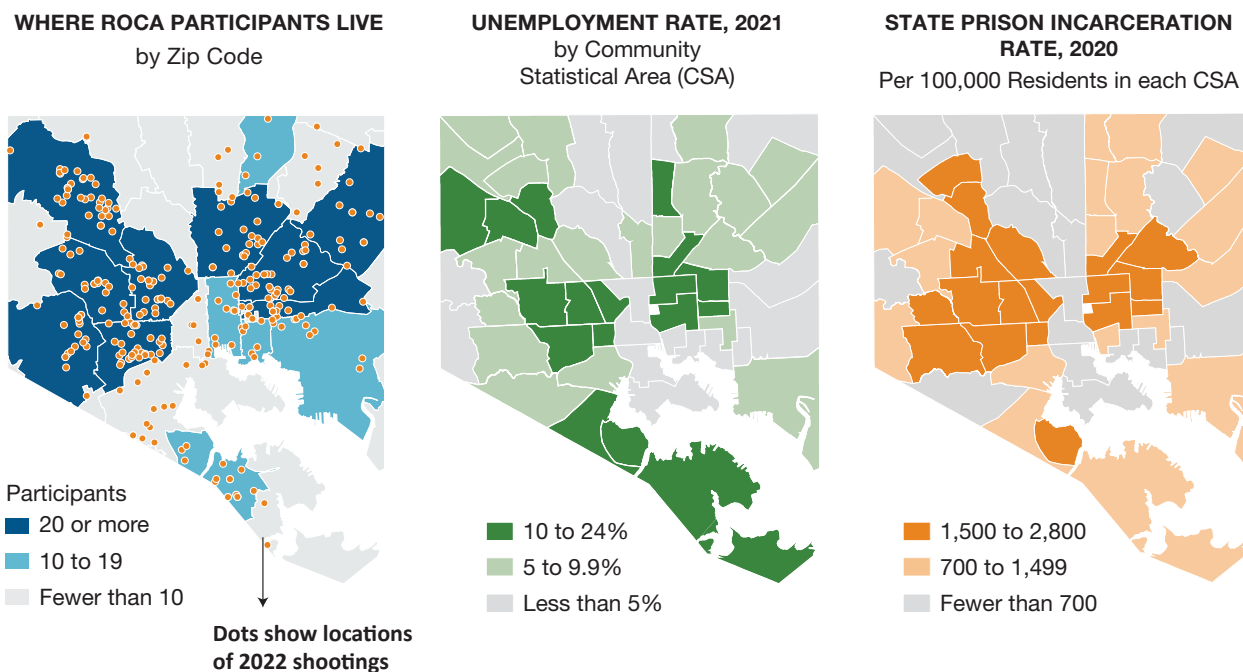 WHERE ROCA PARTICIPANTS LIVE
by Zip Code
Participants
20 or more
10 to 19
Fewer than 10
Dots show locations
of 2022 shootings
UNEMPLOYMENT RATE, 2021
by Community
Statistical Area (CSA)
10 to 24%
5 to 9.9%
Less than 5%
STATE PRISON INCARCERATION
RATE, 2020
Per 100,000 Residents in each CSA
1,500 to 2,800
700 to 1,499
Fewer than 700